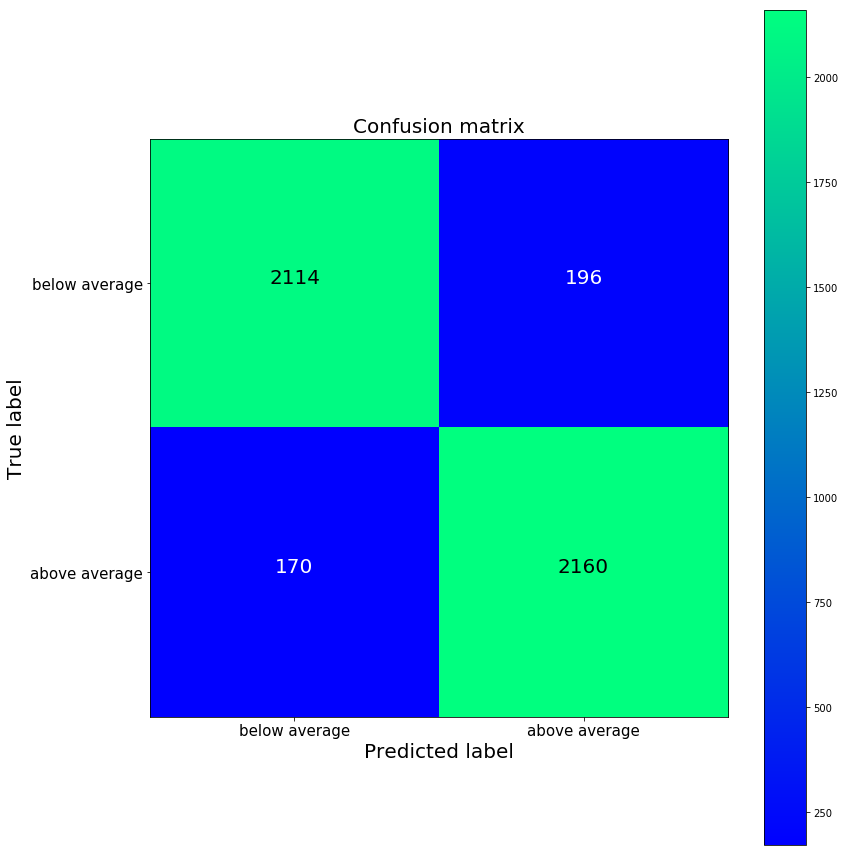 Confusion matrix
True label
below average
2114
196
above average
170
2160
below average
above average
Predicted label
2000
1750
1500
1250
1000
750
500
250